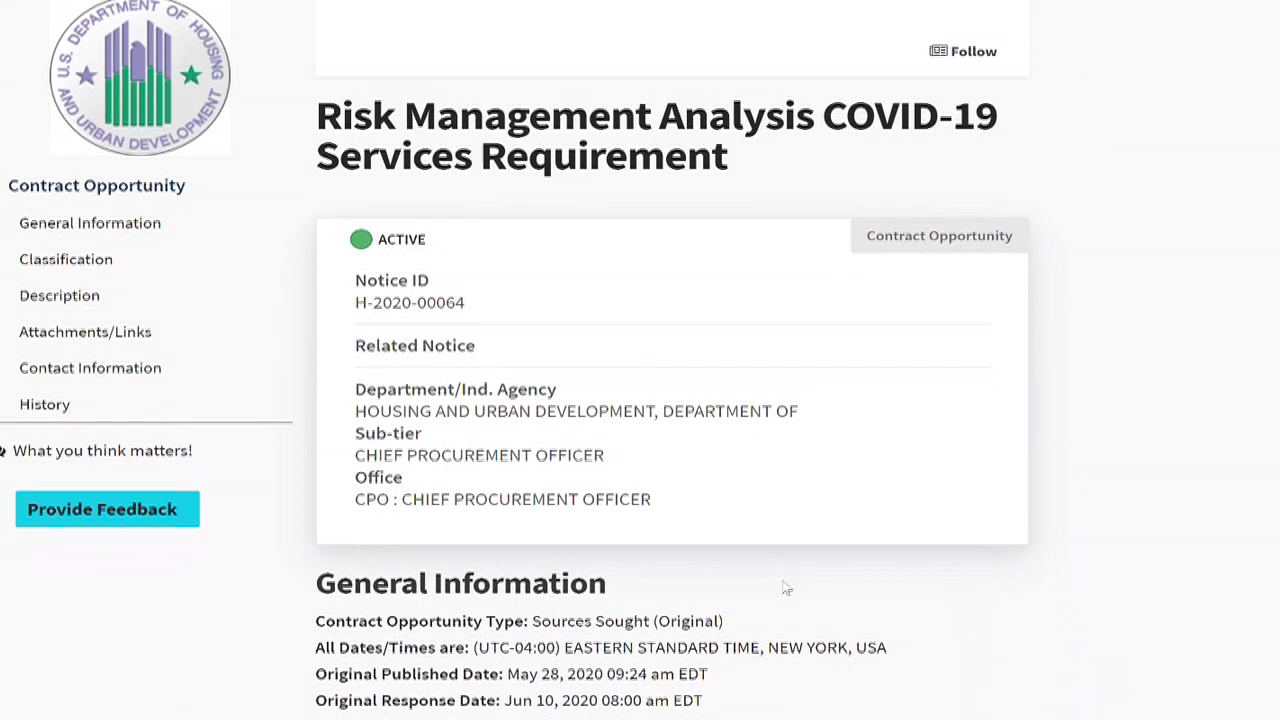 U.S. DEPARTMENT OF HOUSING
AND URBAN DEVELOPMENT
Contract Opportunity
General Information
Classification
Description
Attachments/Links
Contact Information
History
What you think matters!
Provide Feedback
Follow
Risk Management Analysis COVID-19
Services Requirement
ACTIVE
Contract Opportunity
Notice ID
H-2020-00064
Related Notice
Department/Ind. Agency
HOUSING AND URBAN DEVELOPMENT, DEPARTMENT OF
Sub-tier
CHIEF PROCUREMENT OFFICER
Office
CPO : CHIEF PROCUREMENT OFFICER
General Information
Contract Opportunity Type: Sources Sought (Original)
All Dates/Times are: (UTC-04:00) EASTERN STANDARD TIME, NEW YORK, USA
Original Published Date: May 28, 2020 09:24 am EDT
Original Response Date: Jun 10, 2020 08:00 am EDT